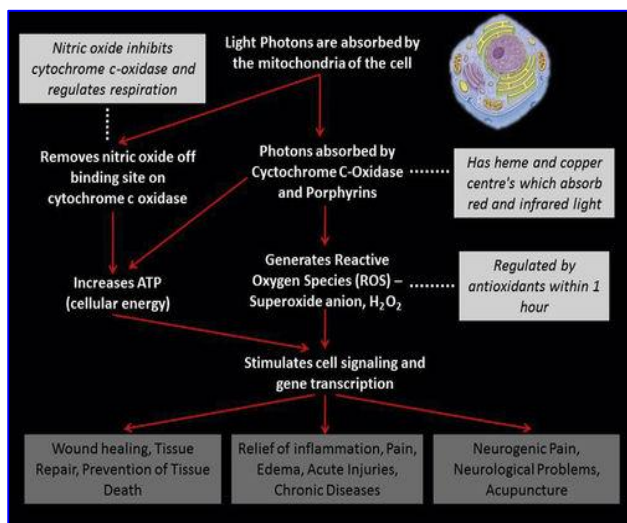 Nitric oxide inhibits
cytochrome c-oxidase and
regulates respiration
Light Photons are absorbed by
the mitochondria of the cell
Removes nitric oxide off
binding site on
cytochrome c oxidase
Photons absorbed by
Cyctochrome C-Oxidase
and Porphyrins
Has heme and copper
centre's which absorb
red and infrared light
Increases ATP
(cellular energy)
Generates Reactive
Oxygen Species (ROS) –
Superoxide anion, H₂O₂
Regulated by
antioxidants within 1
hour
Stimulates cell signaling and
gene transcription
Wound healing, Tissue
Repair, Prevention of Tissue
Death
Relief of inflammation, Pain,
Edema, Acute Injuries,
Chronic Diseases
Neurogenic Pain,
Neurological Problems,
Acupuncture